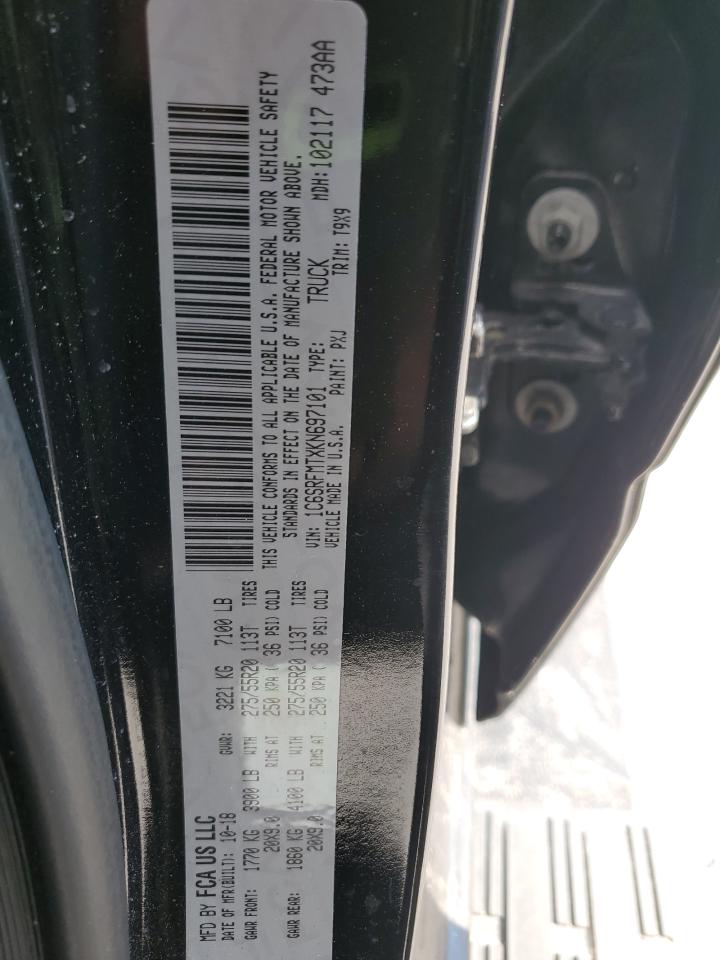 MFD BY FCA US LLC
DATE OF MFR(BUILT): 10-18 GVWR: 3221 KG 7100 LB
GAWR FRONT: 1770 KG 3900 LB WITH 275/55R20 113T TIRES
20X9.0 RIMS AT 250 KPA ( 36 PSI) COLD
GAWR REAR: 1860 KG 4100 LB WITH 275/55R20 113T TIRES
20X9.0 RIMS AT 250 KPA ( 36 PSI) COLD
THIS VEHICLE CONFORMS TO ALL APPLICABLE U.S.A. FEDERAL MOTOR VEHICLE SAFETY
STANDARDS IN EFFECT ON THE DATE OF MANUFACTURE SHOWN ABOVE.
VIN: 1C6SRFMTXKN697101 TYPE: TRUCK MDH: 102117 473AA
VEHICLE MADE IN U.S.A. PAINT: PXJ TRIM: T9X9